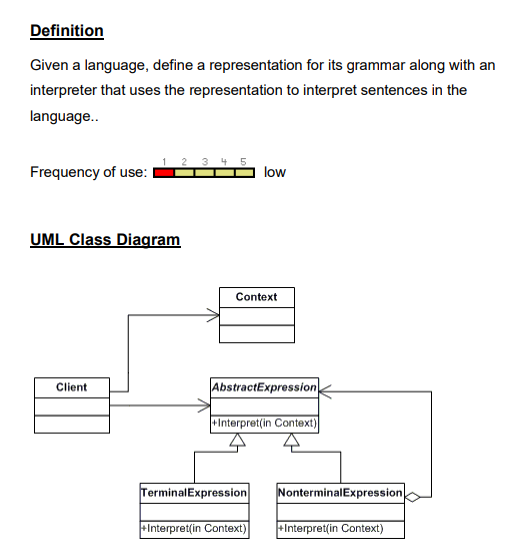 Definition
Given a language, define a representation for its grammar along with an
interpreter that uses the representation to interpret sentences in the
language..
1 2 3 4 5
Frequency of use: low
UML Class Diagram
Context
Client
AbstractExpression
+Interpret(in Context)
TerminalExpression
+Interpret(in Context)
NonterminalExpression
+Interpret(in Context)